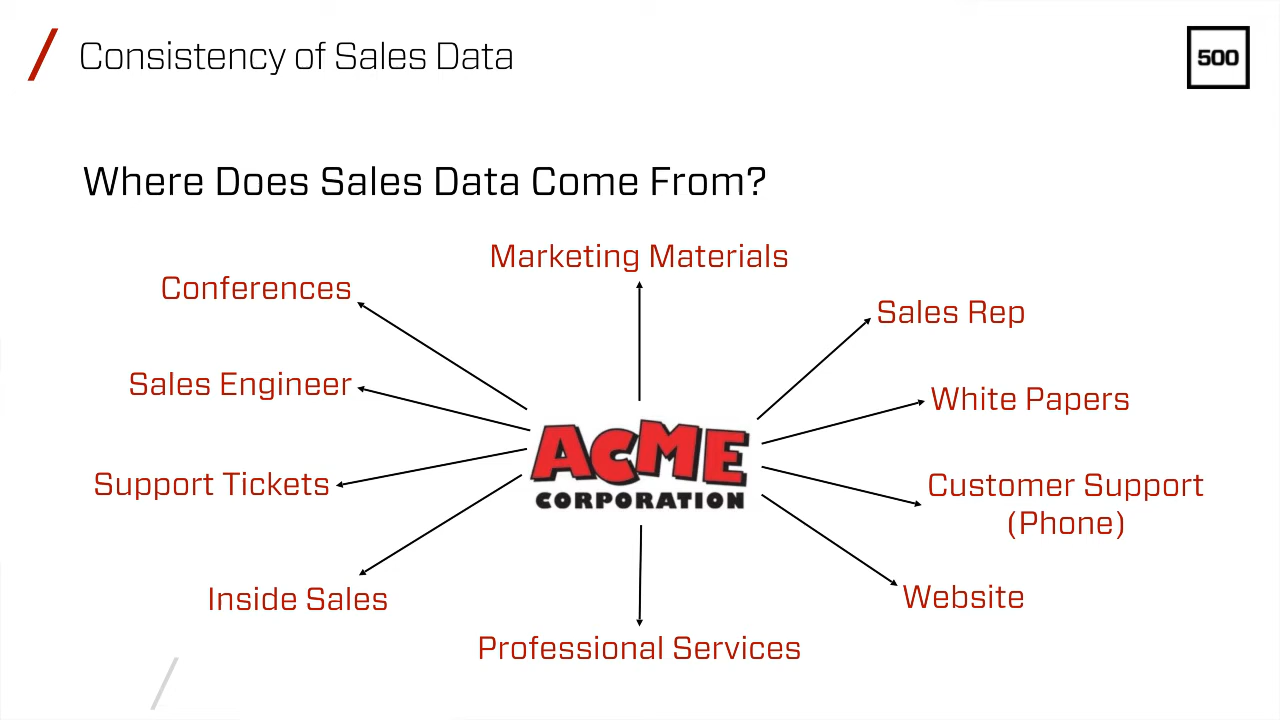 Consistency of Sales Data
500
Where Does Sales Data Come From?
Marketing Materials
Conferences
Sales Rep
Sales Engineer
White Papers
ACME
CORPORATION
Support Tickets
Customer Support
(Phone)
Inside Sales
Website
Professional Services